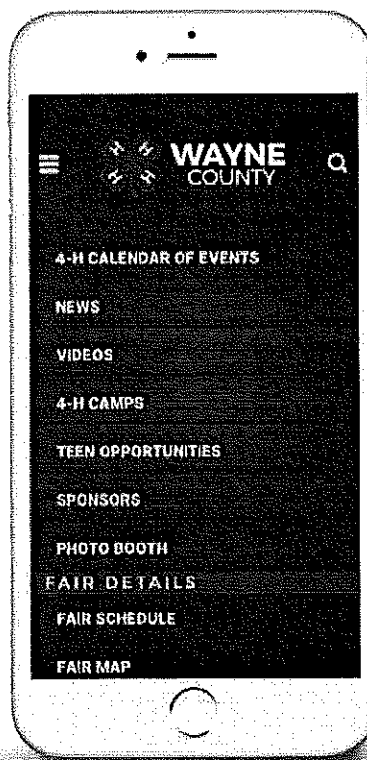 WAYNE
COUNTY
4-H CALENDAR OF EVENTS
NEWS
VIDEOS
4-H CAMPS
TEEN OPPORTUNITIES
SPONSORS
PHOTO BOOTH
FAIR DETAILS
FAIR SCHEDULE
FAIR MAP